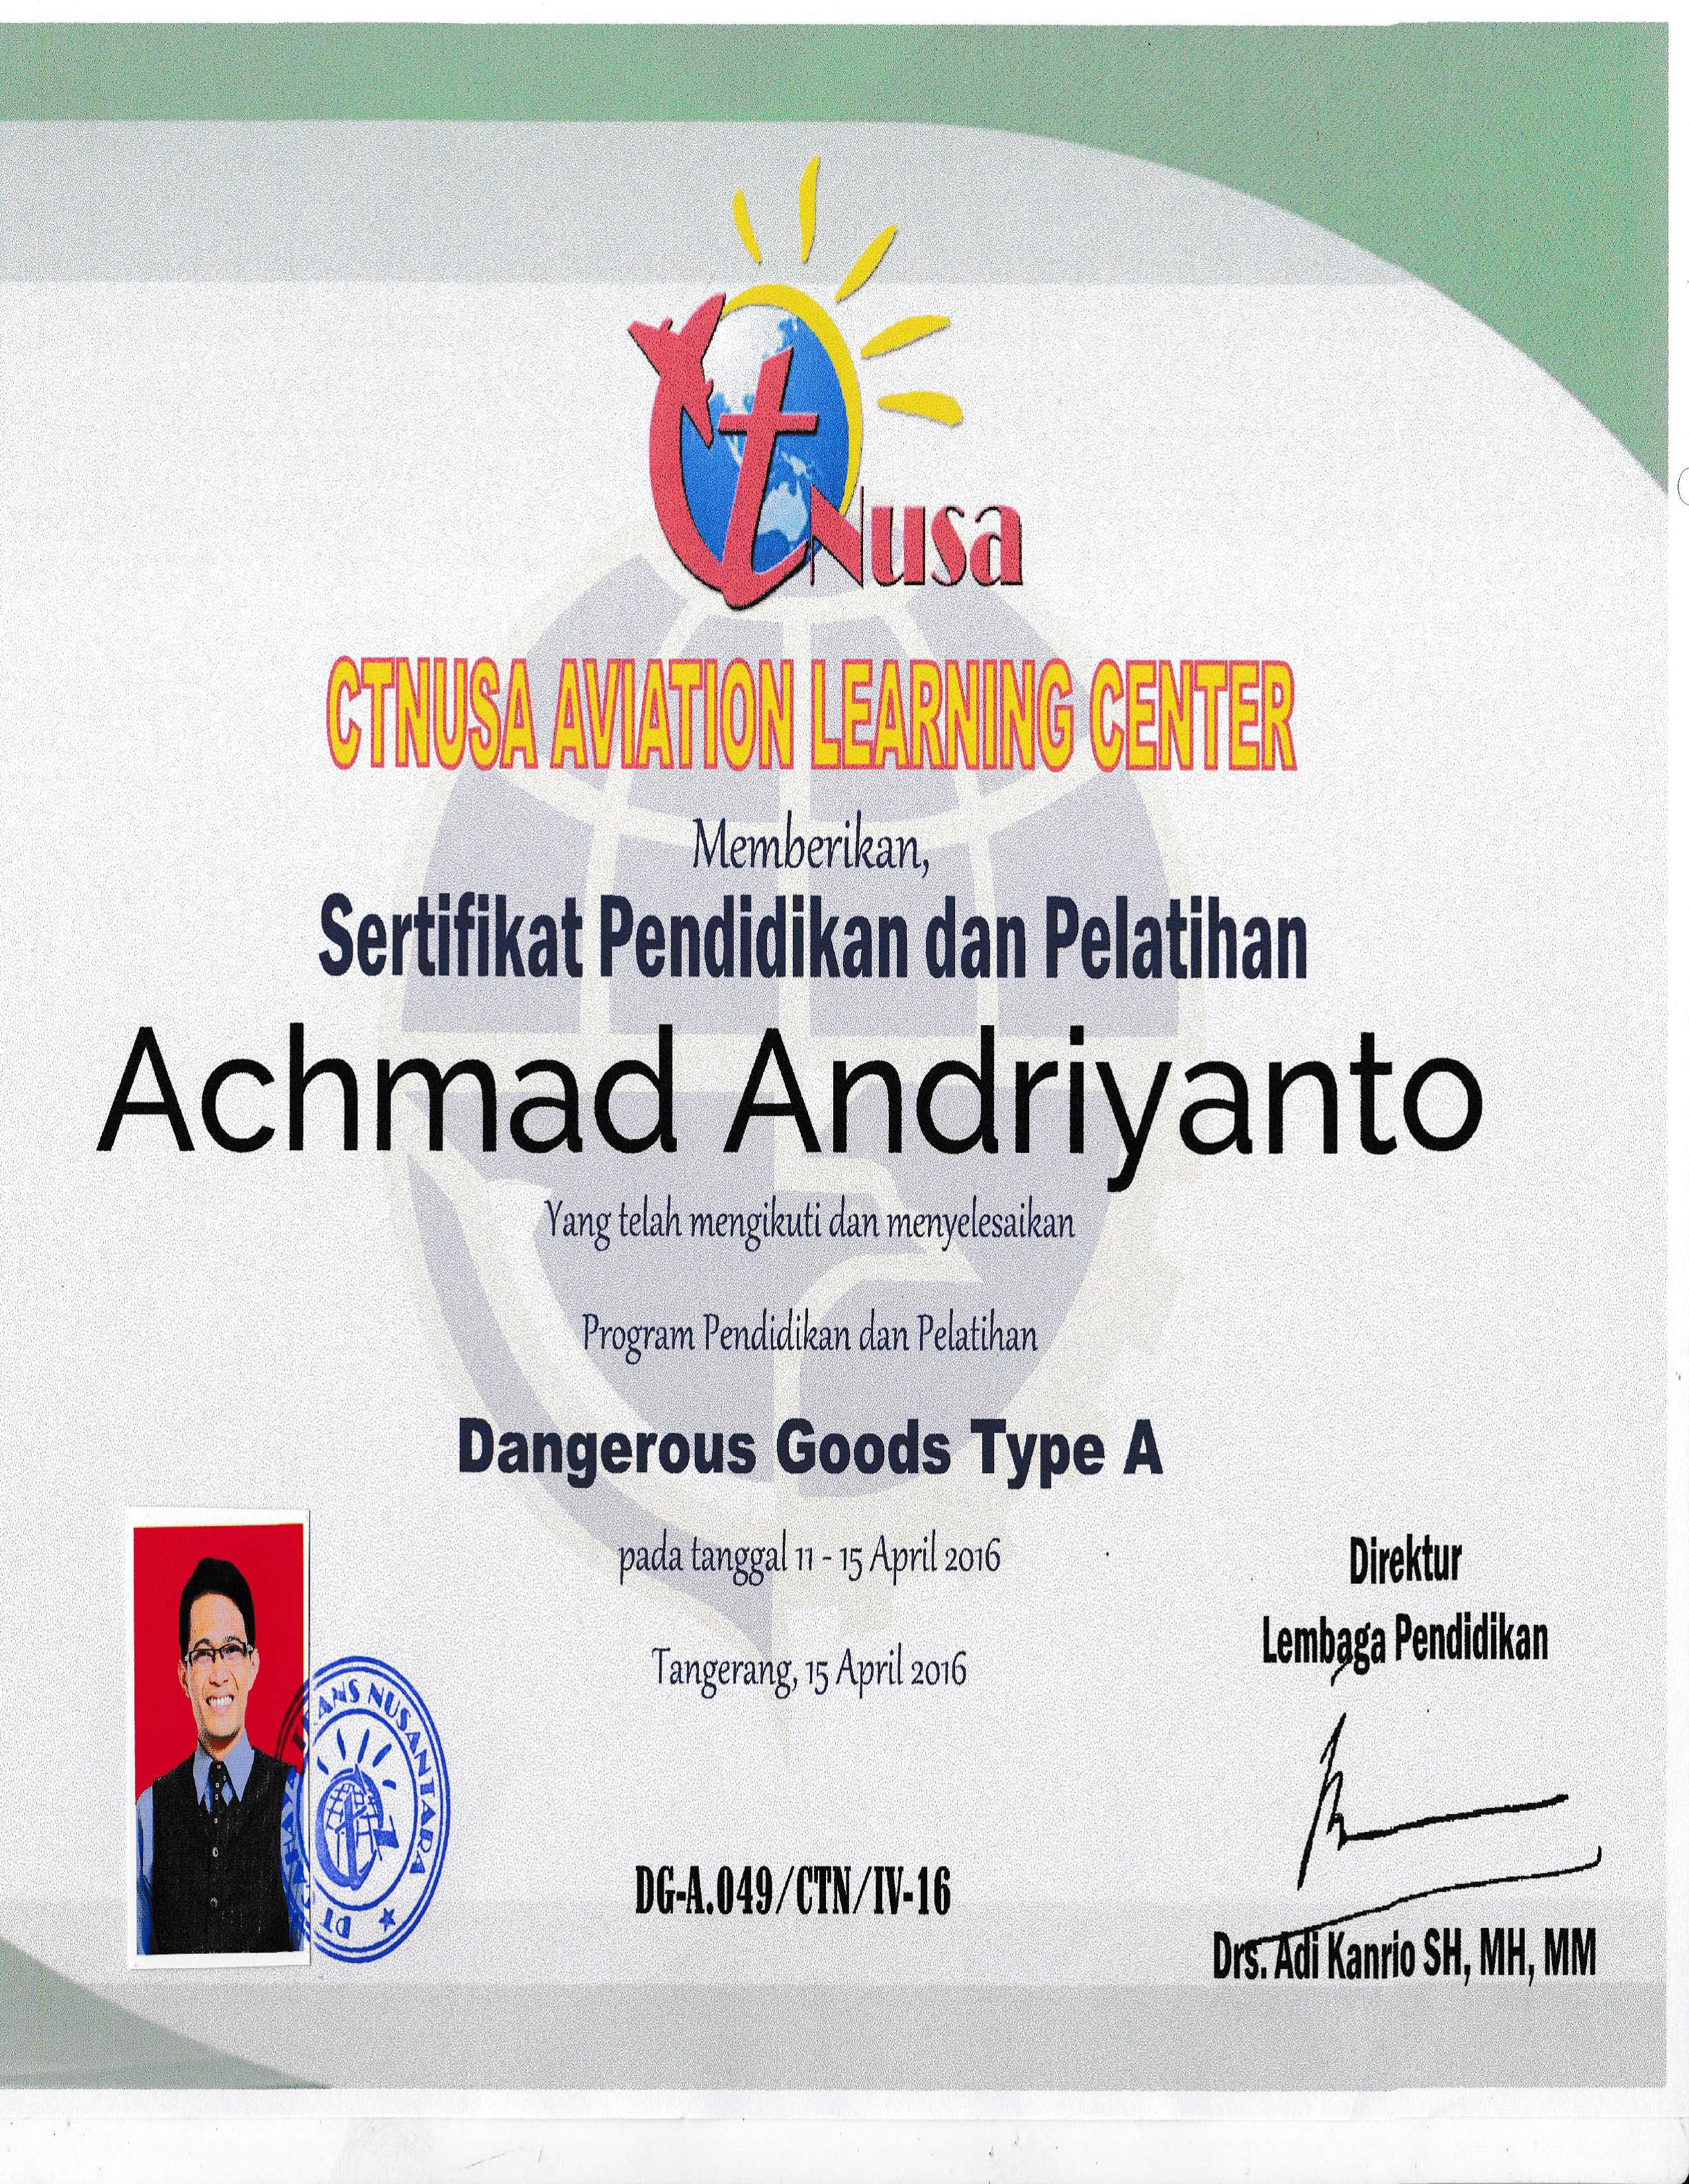 CTNusa
CTNUSA AVIATION LEARNING CENTER
Memberikan,
Sertifikat Pendidikan dan Pelatihan
Achmad Andriyanto
Yang telah mengikuti dan menyelesaikan
Program Pendidikan dan Pelatihan
Dangerous Goods Type A
pada tanggal 11 - 15 April 2016
Tangerang, 15 April 2016
DG-A.049/CTN/IV-16
Direktur
Lembaga Pendidikan
Drs. Adi Kanrio SH, MH, MM
PT TRANS NUSANTARA